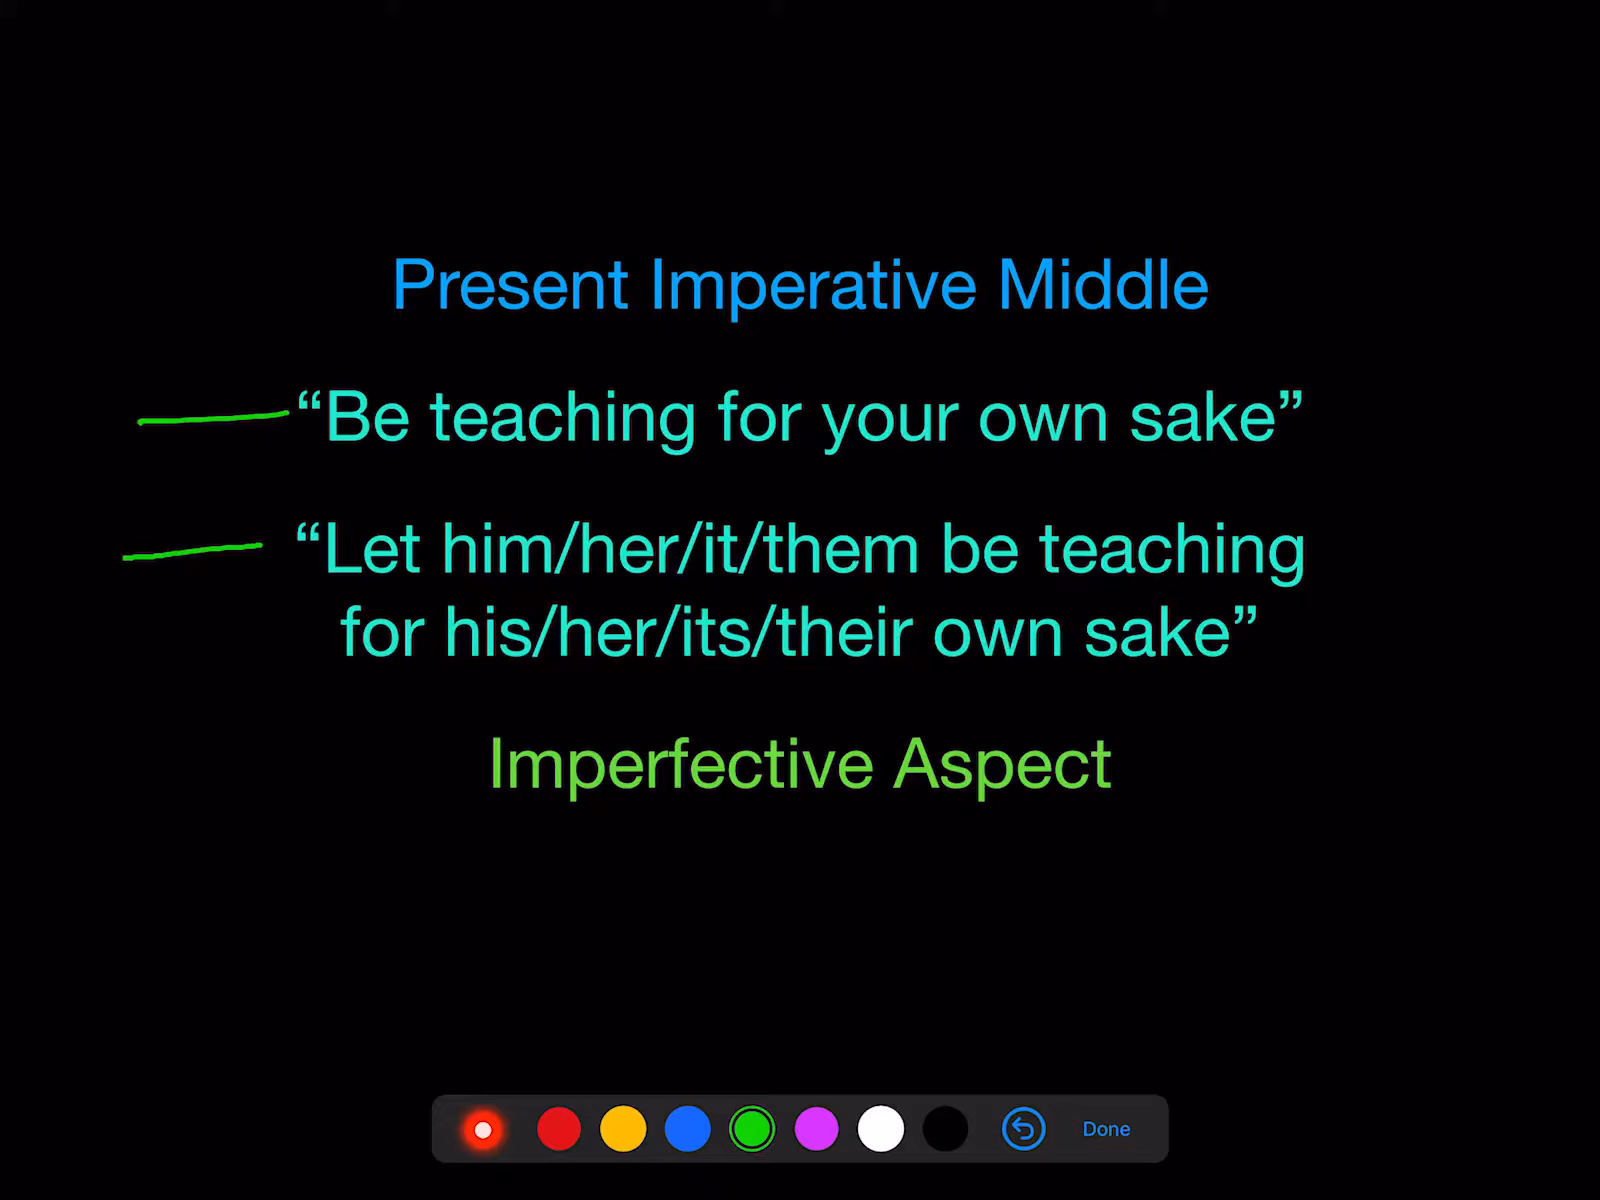 Present Imperative Middle
“Be teaching for your own sake”
“Let him/her/it/them be teaching
for his/her/its/their own sake”
Imperfective Aspect
Done